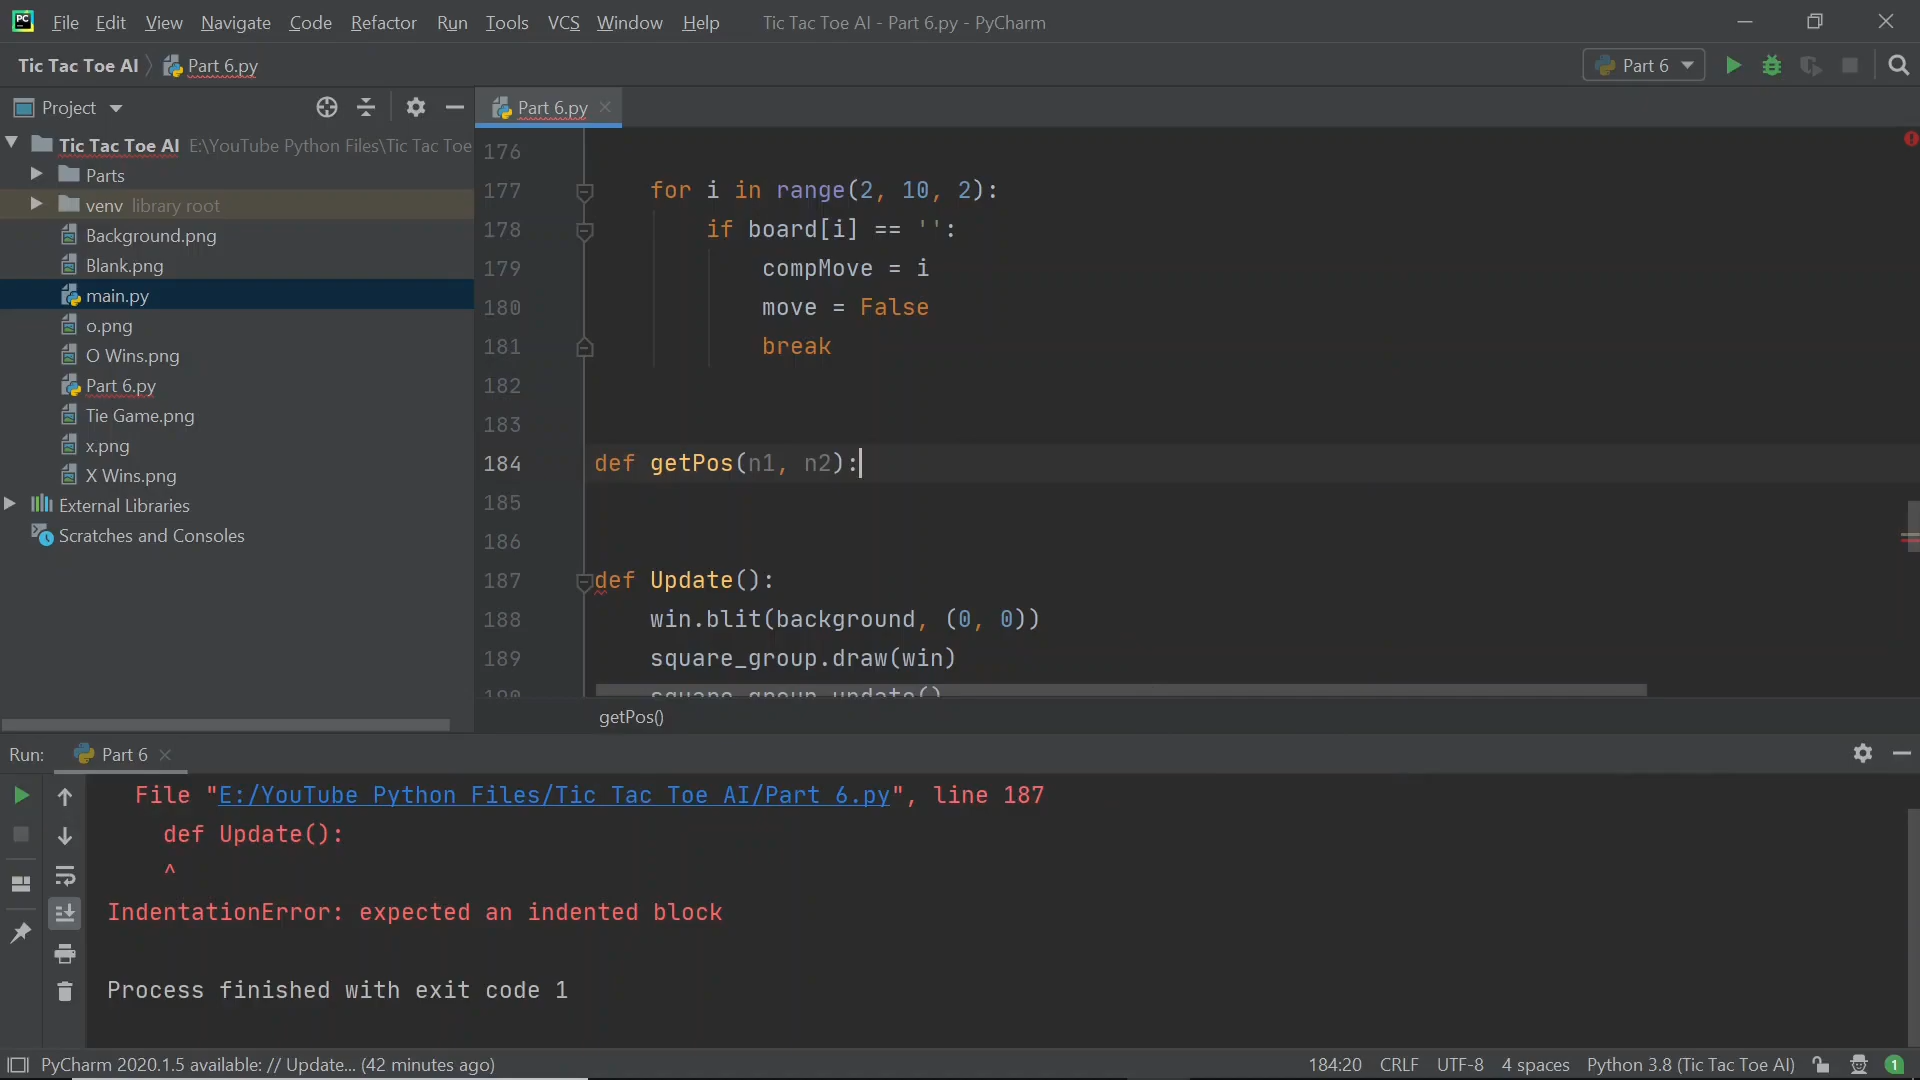 PC File Edit View Navigate Code Refactor Run Tools VCS Window Help Tic Tac Toe AI - Part 6.py - PyCharm
Tic Tac Toe AI Part 6.py Part 6
Project
Part 6.py
Tic Tac Toe AI E:\YouTube Python Files\Tic Tac Toe
Parts
venv library root
Background.png
Blank.png
main.py
o.png
O Wins.png
Part 6.py
Tie Game.png
x.png
X Wins.png
External Libraries
Scratches and Consoles
176
177 for i in range(2, 10, 2):
178 if board[i] == '':
179 compMove = i
180 move = False
181 break
182
183
184 def getPos(n1, n2):
185
186
187 def Update():
188 win.blit(background, (0, 0))
189 square_group.draw(win)
190 square_group.update()
getPos()
Run: Part 6
File "E:/YouTube Python Files/Tic Tac Toe AI/Part 6.py", line 187
def Update():
^
IndentationError: expected an indented block
Process finished with exit code 1
PyCharm 2020.1.5 available: // Update... (42 minutes ago) 184:20 CRLF UTF-8 4 spaces Python 3.8 (Tic Tac Toe AI) 1